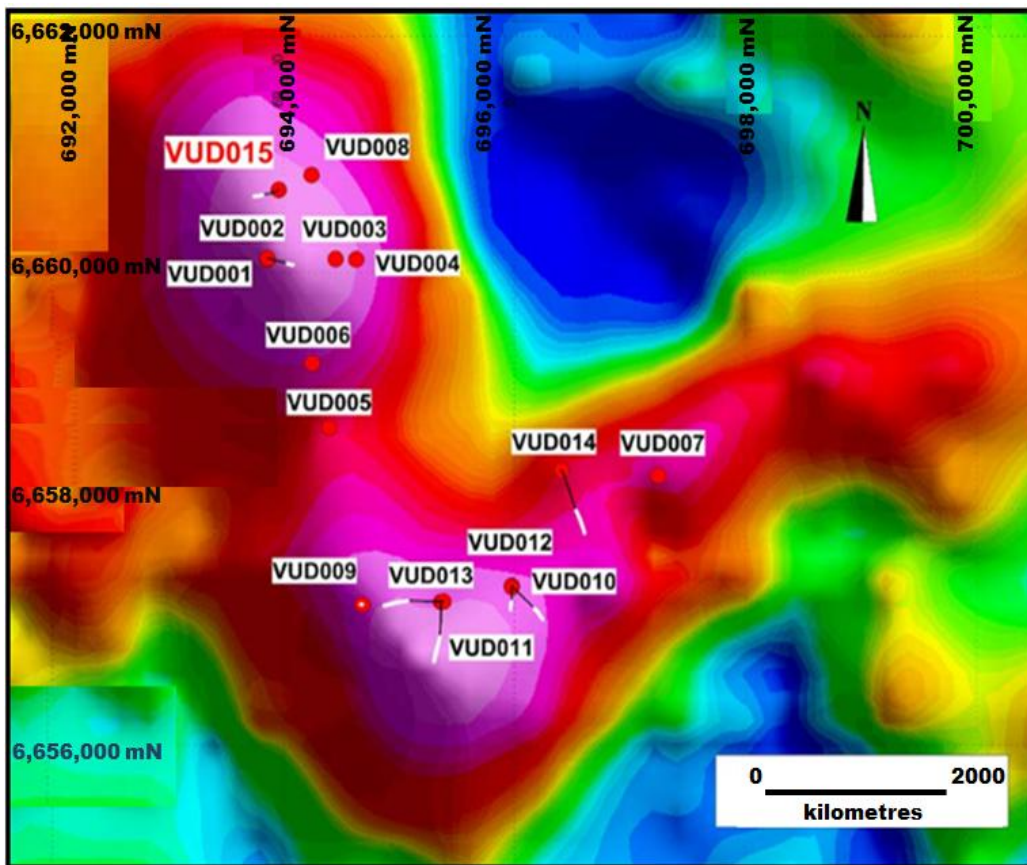 6,662,000 mN
692,000 mN
694,000 mN
696,000 mN
698,000 mN
700,000 mN
N
VUD015
VUD008
VUD002
VUD003
VUD001
VUD004
6,660,000 mN
VUD006
VUD005
VUD014
VUD007
6,658,000 mN
VUD012
VUD009
VUD013
VUD010
VUD011
6,656,000 mN
0 2000
kilometres